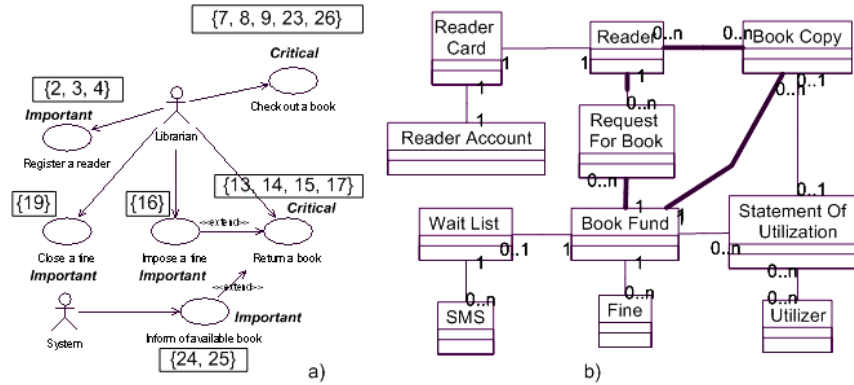 {7, 8, 9, 23, 26}
Critical
Check out a book
{2, 3, 4}
Important
Register a reader
Librarian
{13, 14, 15, 17}
Critical
{19}
{16}
<<extend>>
Close a fine
Important
Impose a fine
Important
Return a book
<<extend>>
Important
System
Inform of available book
{24, 25}
a)
Reader
Card
1
1
Reader
1
0..n
0..n
Book Copy
0..n
0..1
1
1
Reader Account
0..n
Request
For Book
0..n
1
1
0..1
Wait List
0..1
1
1
Book Fund
1
0..n
Statement Of
Utilization
0..n
0..n
SMS
0..n
Fine
0..n
Utilizer
b)